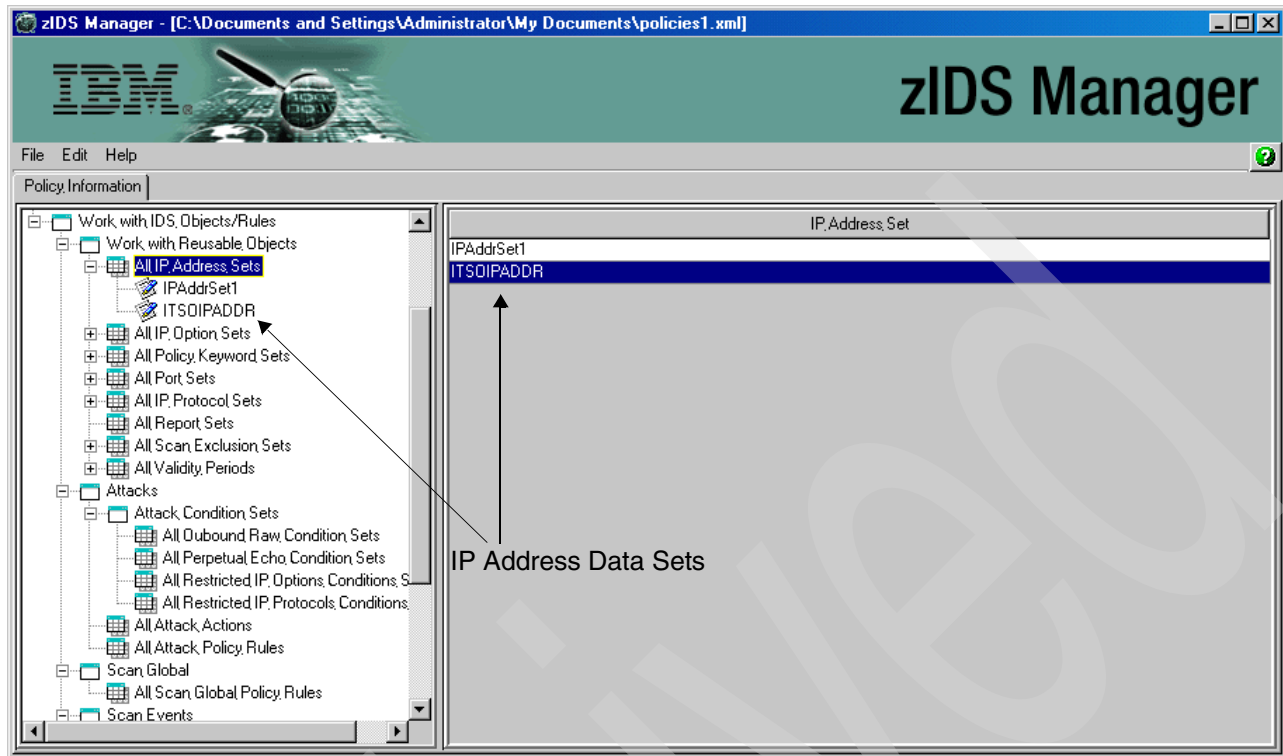 zIDS Manager - [C:\Documents and Settings\Administrator\My Documents\policies1.xml]
IBM®
zIDS Manager
File Edit Help
Policy Information
Work with IDS Objects/Rules
Work with Reusable Objects
All IP Address Sets
IPAddrSet1
ITSOIPADDR
All IP Option Sets
All Policy Keyword Sets
All Port Sets
All IP Protocol Sets
All Report Sets
All Scan Exclusion Sets
All Validity Periods
Attacks
Attack Condition Sets
All Oubound Raw Condition Sets
All Perpetual Echo Condition Sets
All Restricted IP Options Conditions S
All Restricted IP Protocols Conditions
All Attack Actions
All Attack Policy Rules
Scan Global
All Scan Global Policy Rules
Scan Events
IP Address Set
IPAddrSet1
ITSOIPADDR
IP Address Data Sets